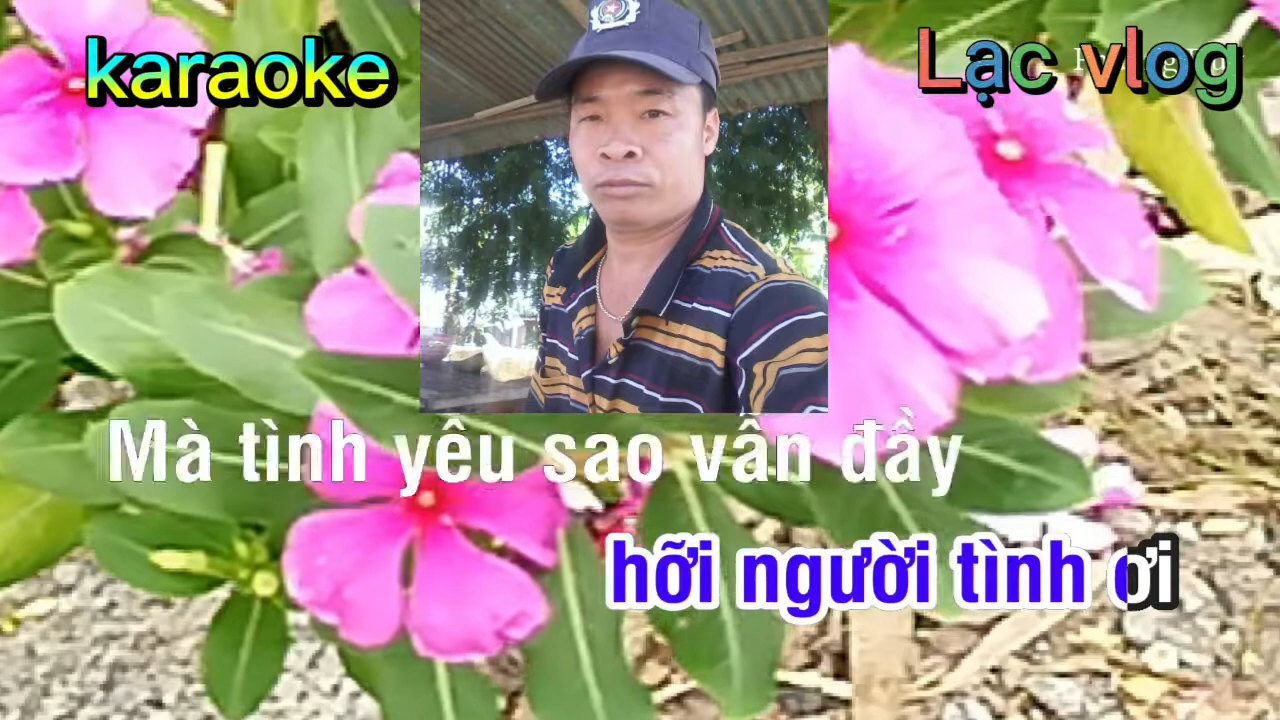 karaoke
Lạc vlog
Mà tình yêu sao vẫn đầy
hỡi người tình ơi